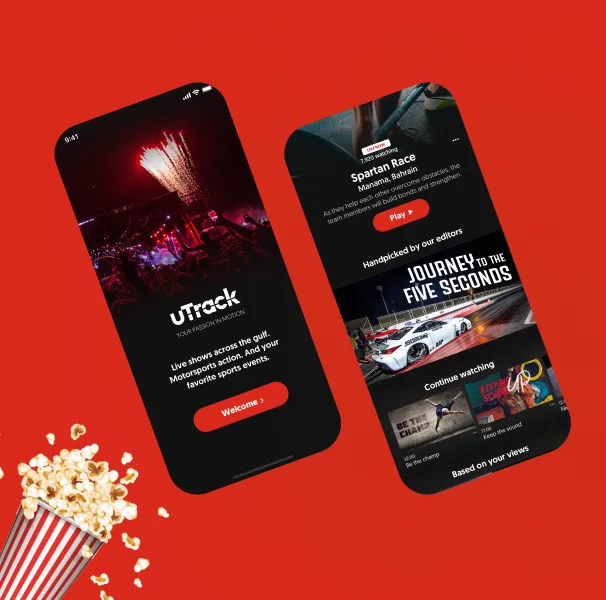 9:41
uTrack
YOUR PASSION IN MOTION
Live shows across the gulf.
Motorsports action. And your
favorite sports events.
Welcome >
LIVE NOW
7,920 watching
Spartan Race
Manama, Bahrain
As they help each other overcome obstacles, the
team members will build bonds and strengthen.
Play
Handpicked by our editors
JOURNEY TO THE
FIVE SECONDS
Continue watching
BE THE
CHAMP
Be the champ
KEEP THE
SOUND
UP
Keep the sound
Based on your views